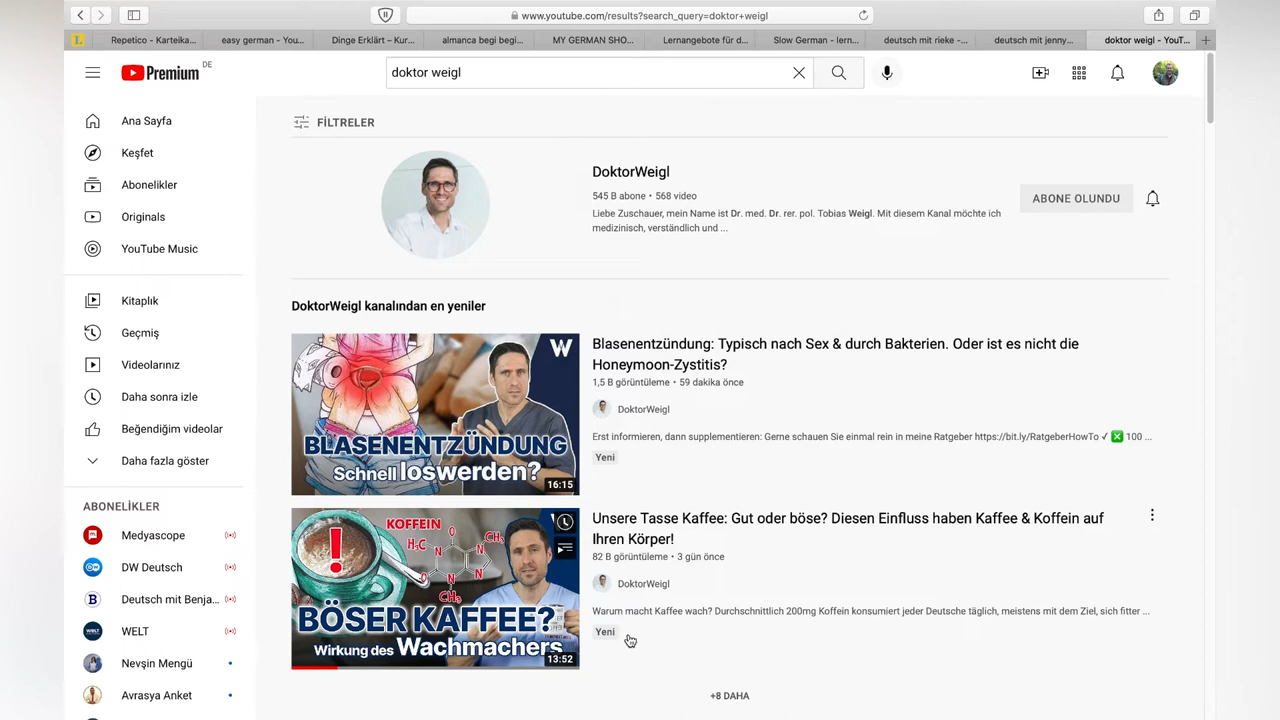 www.youtube.com/results?search_query=doktor+weigl
L
Repetico - Karteika...
easy german - You...
Dinge Erklärt – Kur...
almanca begi begi...
MY GERMAN SHO...
Lernangebote für d...
Slow German - lern...
deutsch mit rieke -...
deutsch mit jenny...
doktor weigl - YouT...
Premium DE
doktor weigl
FİLTRELER
Ana Sayfa
Keşfet
Abonelikler
Originals
YouTube Music
Kitaplık
Geçmiş
Videolarınız
Daha sonra izle
Beğendiğim videolar
Daha fazla göster
ABONELİKLER
Medyascope
DW Deutsch
Deutsch mit Benja...
WELT
Nevşin Mengü
Avrasya Anket
DoktorWeigl
545 B abone • 568 video
Liebe Zuschauer, mein Name ist Dr. med. Dr. rer. pol. Tobias Weigl. Mit diesem Kanal möchte ich
medizinisch, verständlich und ...
ABONE OLUNDU
DoktorWeigl kanalından en yeniler
W
BLASENENTZÜNDUNG
Schnell loswerden?
16:15
Blasenentzündung: Typisch nach Sex & durch Bakterien. Oder ist es nicht die
Honeymoon-Zystitis?
1,5 B görüntüleme • 59 dakika önce
DoktorWeigl
Erst informieren, dann supplementieren: Gerne schauen Sie einmal rein in meine Ratgeber https://bit.ly/RatgeberHowTo ✓ ❎ 100 ...
Yeni
KOFFEIN
H₃C
O
CH₃
N
N
O
N
N
CH₃
BÖSER KAFFEE?
Wirkung des Wachmachers
13:52
Unsere Tasse Kaffee: Gut oder böse? Diesen Einfluss haben Kaffee & Koffein auf
Ihren Körper!
82 B görüntüleme • 3 gün önce
DoktorWeigl
Warum macht Kaffee wach? Durchschnittlich 200mg Koffein konsumiert jeder Deutsche täglich, meistens mit dem Ziel, sich fitter ...
Yeni
+8 DAHA